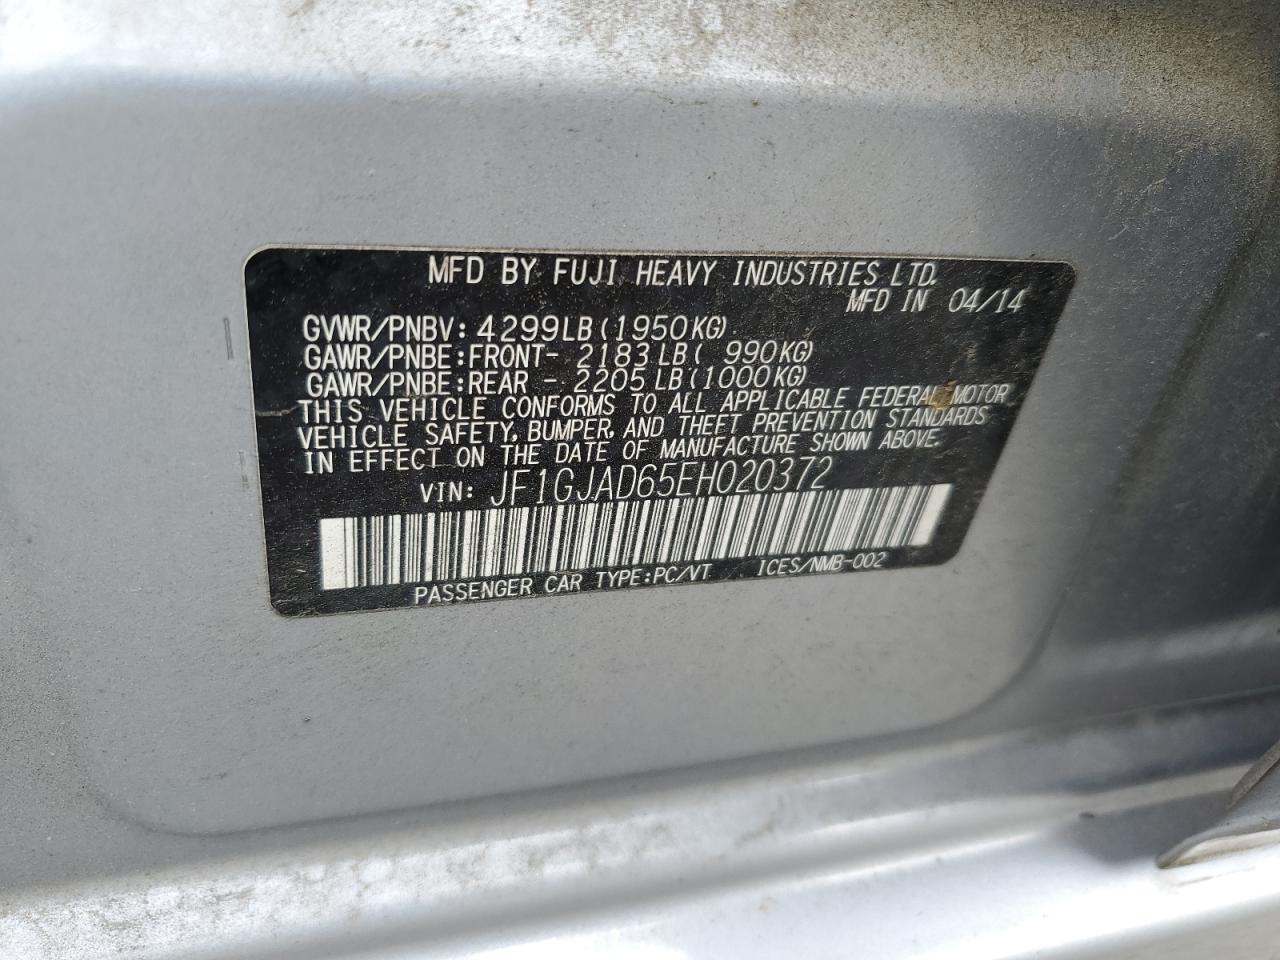 MFD BY FUJI HEAVY INDUSTRIES LTD.
MFD IN 04/14
GVWR/PNBV: 4299LB(1950KG)
GAWR/PNBE:FRONT- 2183LB( 990KG)
GAWR/PNBE:REAR - 2205LB(1000KG)
THIS VEHICLE CONFORMS TO ALL APPLICABLE FEDERAL MOTOR
VEHICLE SAFETY, BUMPER, AND THEFT PREVENTION STANDARDS
IN EFFECT ON THE DATE OF MANUFACTURE SHOWN ABOVE.
VIN: JF1GJAD65EH020372
PASSENGER CAR TYPE:PC/VT ICES/NMB-002